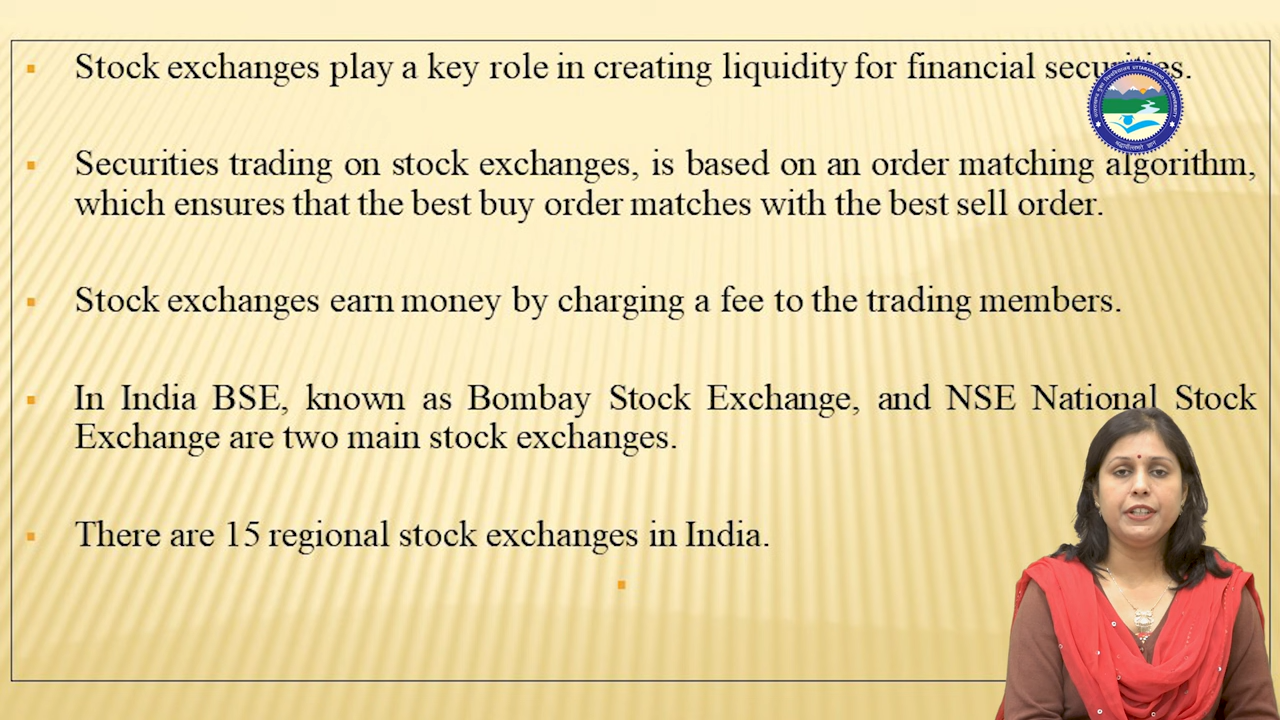 Stock exchanges play a key role in creating liquidity for financial securities.
Securities trading on stock exchanges, is based on an order matching algorithm,
which ensures that the best buy order matches with the best sell order.
Stock exchanges earn money by charging a fee to the trading members.
In India BSE, known as Bombay Stock Exchange, and NSE National Stock
Exchange are two main stock exchanges.
There are 15 regional stock exchanges in India.
UTTARAKHAND OPEN UNIVERSITY